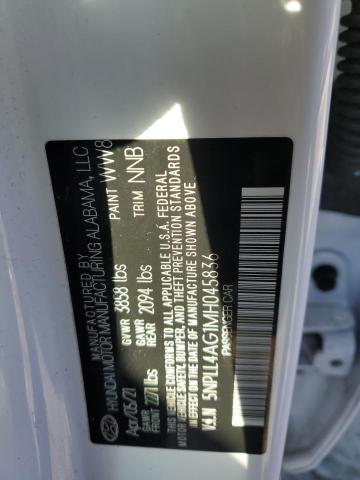 MANUFACTURED BY
HYUNDAI MOTOR
MANUFACTURING ALABAMA, LLC
PAINT WW8
Apr/05/21
GVWR 3858 lbs
TRIM NNB
GAWR FRONT 2271 lbs
GAWR REAR 2094 lbs
THIS VEHICLE CONFORMS TO ALL APPLICABLE U.S.A. FEDERAL
MOTOR VEHICLE SAFETY, BUMPER, AND THEFT PREVENTION STANDARDS
IN EFFECT ON THE DATE OF MANUFACTURE SHOWN ABOVE.
V.I.N 5NPLL4AG1MH045836
PASSENGER CAR